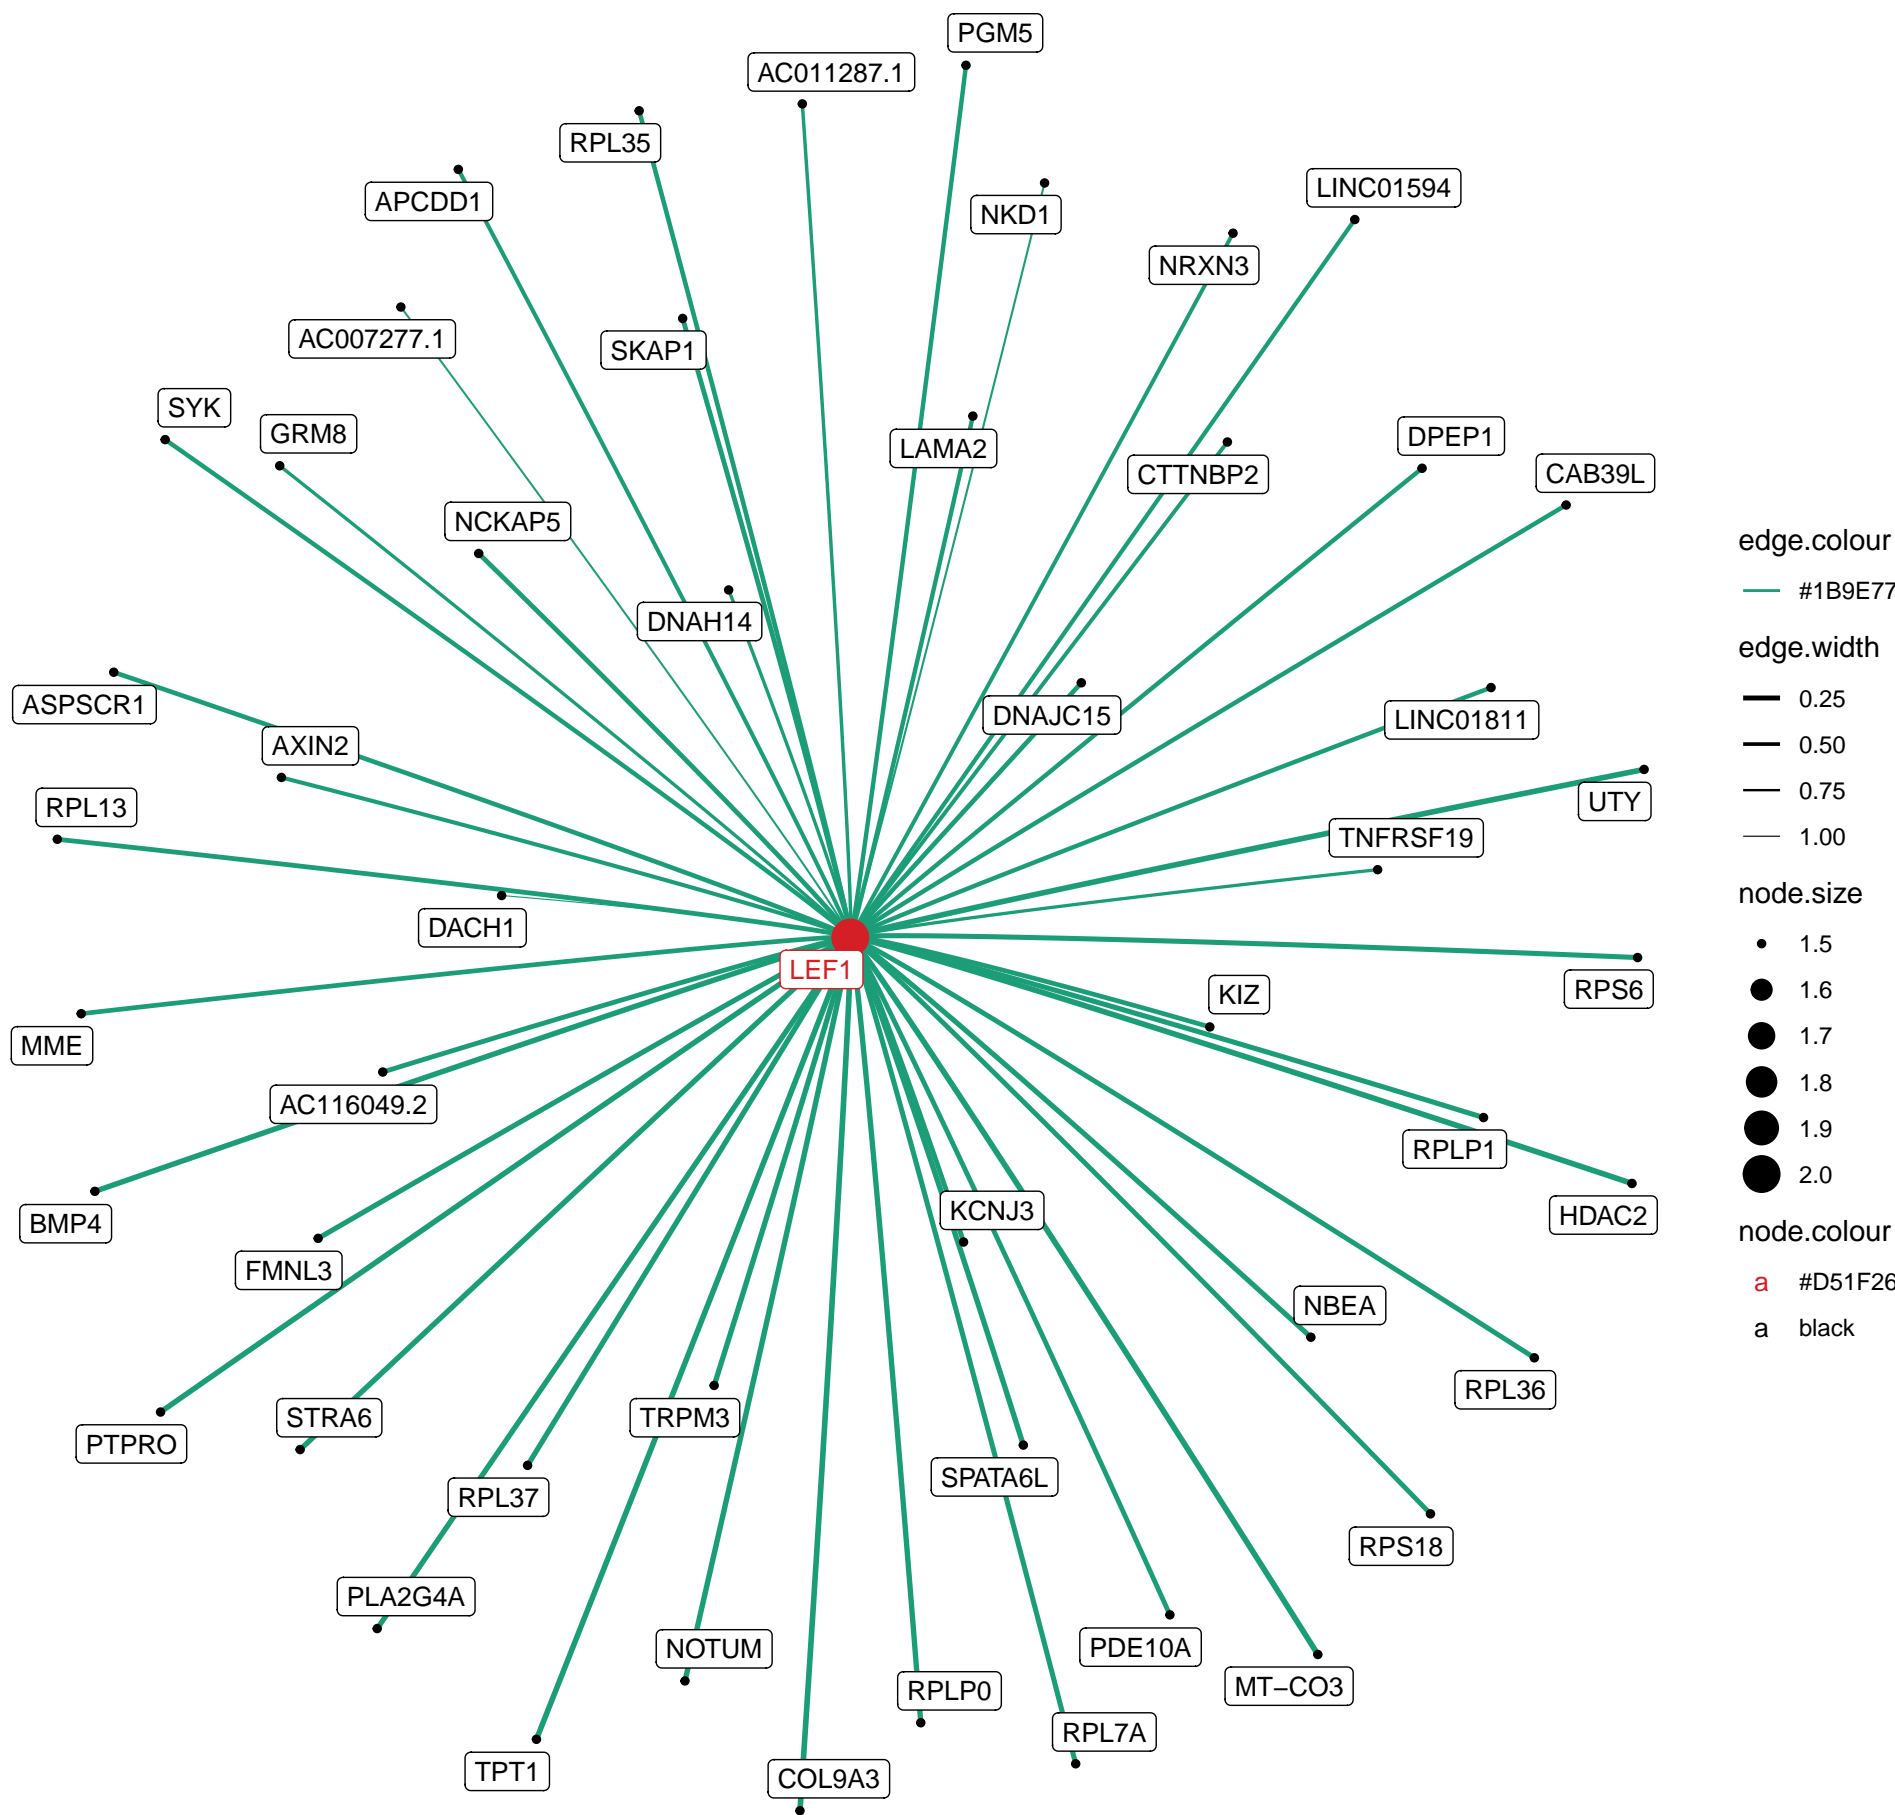 PGM5
AC011287.1
RPL35
APCDD1
NKD1
LINC01594
NRXN3
AC007277.1
SKAP1
SYK
GRM8
LAMA2
DPEP1
CTTNBP2
CAB39L
NCKAP5
DNAH14
ASPSCR1
AXIN2
DNAJC15
LINC01811
UTY
RPL13
TNFRSF19
DACH1
LEF1
KIZ
RPS6
MME
AC116049.2
RPLP1
BMP4
KCNJ3
HDAC2
FMNL3
NBEA
RPL36
PTPRO
STRA6
TRPM3
SPATA6L
RPL37
RPS18
PLA2G4A
NOTUM
PDE10A
RPLP0
MT−CO3
RPL7A
TPT1
COL9A3
edge.colour
#1B9E77
edge.width
0.25
0.50
0.75
1.00
node.size
1.5
1.6
1.7
1.8
1.9
2.0
node.colour
a #D51F26
a black